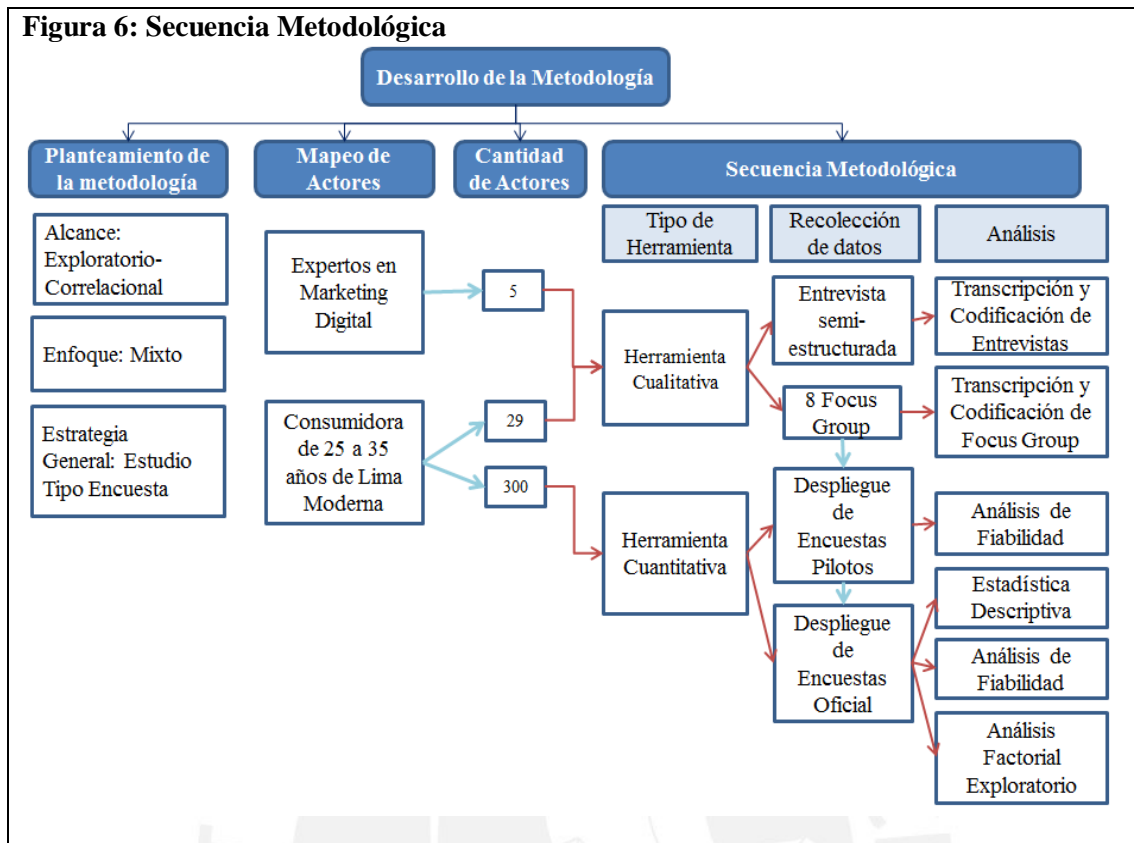 Figura 6: Secuencia Metodológica
Desarrollo de la Metodología
Planteamiento de
la metodología
Mapeo de
Actores
Cantidad
de Actores
Secuencia Metodológica
Tipo de
Herramienta
Recolección
de datos
Análisis
Alcance:
Exploratorio-
Correlacional
Enfoque: Mixto
Estrategia
General: Estudio
Tipo Encuesta
Expertos en
Marketing
Digital
Consumidora
de 25 a 35
años de Lima
Moderna
5
29
300
Herramienta
Cualitativa
Herramienta
Cuantitativa
Entrevista
semi-
estructurada
8 Focus
Group
Despliegue
de
Encuestas
Pilotos
Despliegue
de
Encuestas
Oficial
Transcripción y
Codificación de
Entrevistas
Transcripción y
Codificación de
Focus Group
Análisis de
Fiabilidad
Estadística
Descriptiva
Análisis de
Fiabilidad
Análisis
Factorial
Exploratorio